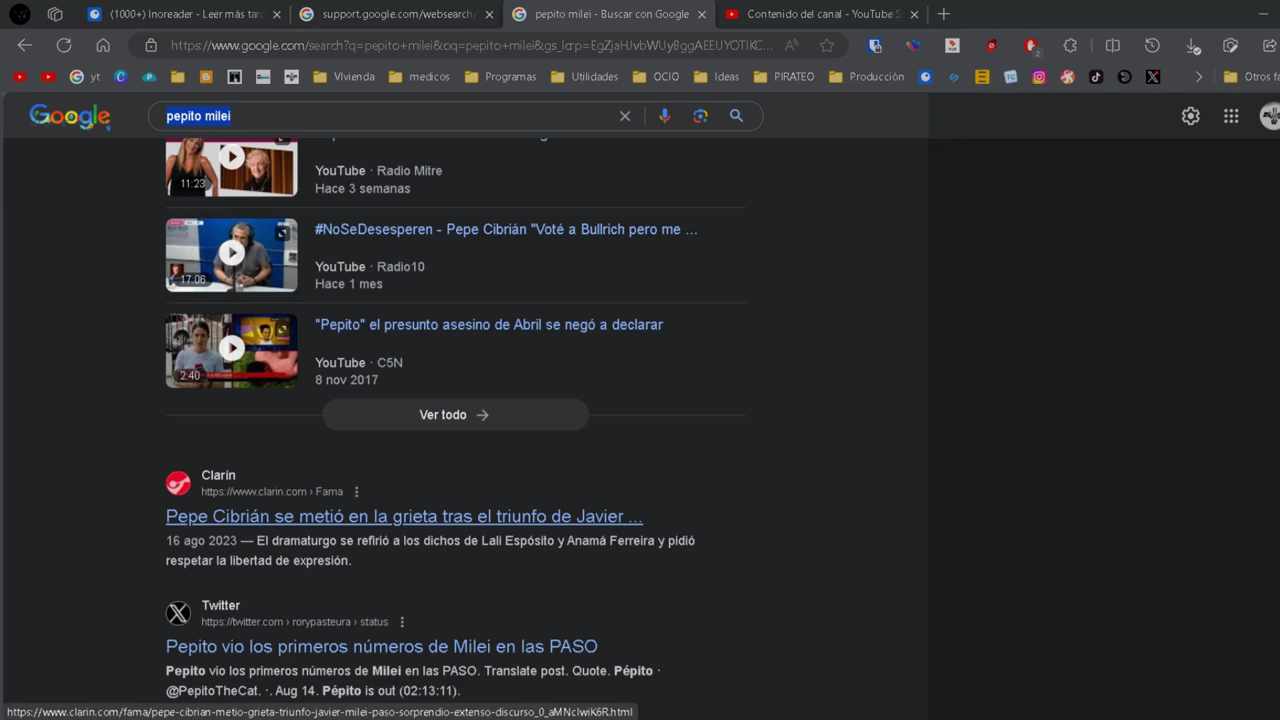 (1000+) Inoreader - Leer más tar
support.google.com/websearch/
pepito milei - Buscar con Google
Contenido del canal - YouTube S
https://www.google.com/search?q=pepito+milei&oq=pepito+milei&gs_lcrp=EgZjaHJvbWUyBggAEEUYOTIKC...
yt
VIvienda
medicos
Programas
Utilidades
OCIO
Ideas
PIRATEO
Producción
Otros fa
Google
pepito milei
11:23
YouTube · Radio Mitre
Hace 3 semanas
#NoSeDesesperen - Pepe Cibrián "Voté a Bullrich pero me ...
17:06
YouTube · Radio10
Hace 1 mes
"Pepito" el presunto asesino de Abril se negó a declarar
2:40
YouTube · C5N
8 nov 2017
Ver todo
Clarín
https://www.clarin.com › Fama
Pepe Cibrián se metió en la grieta tras el triunfo de Javier ...
16 ago 2023 — El dramaturgo se refirió a los dichos de Lali Espósito y Anamá Ferreira y pidió
respetar la libertad de expresión.
Twitter
https://twitter.com › rorypasteura › status
Pepito vio los primeros números de Milei en las PASO
Pepito vio los primeros números de Milei en las PASO. Translate post. Quote. Pépito ·
@PepitoTheCat. ·. Aug 14. Pépito is out (02:13:11).
https://www.clarin.com/fama/pepe-cibrian-metio-grieta-triunfo-javier-milei-paso-sorprendio-extenso-discurso_0_aMNcIwiK6R.html